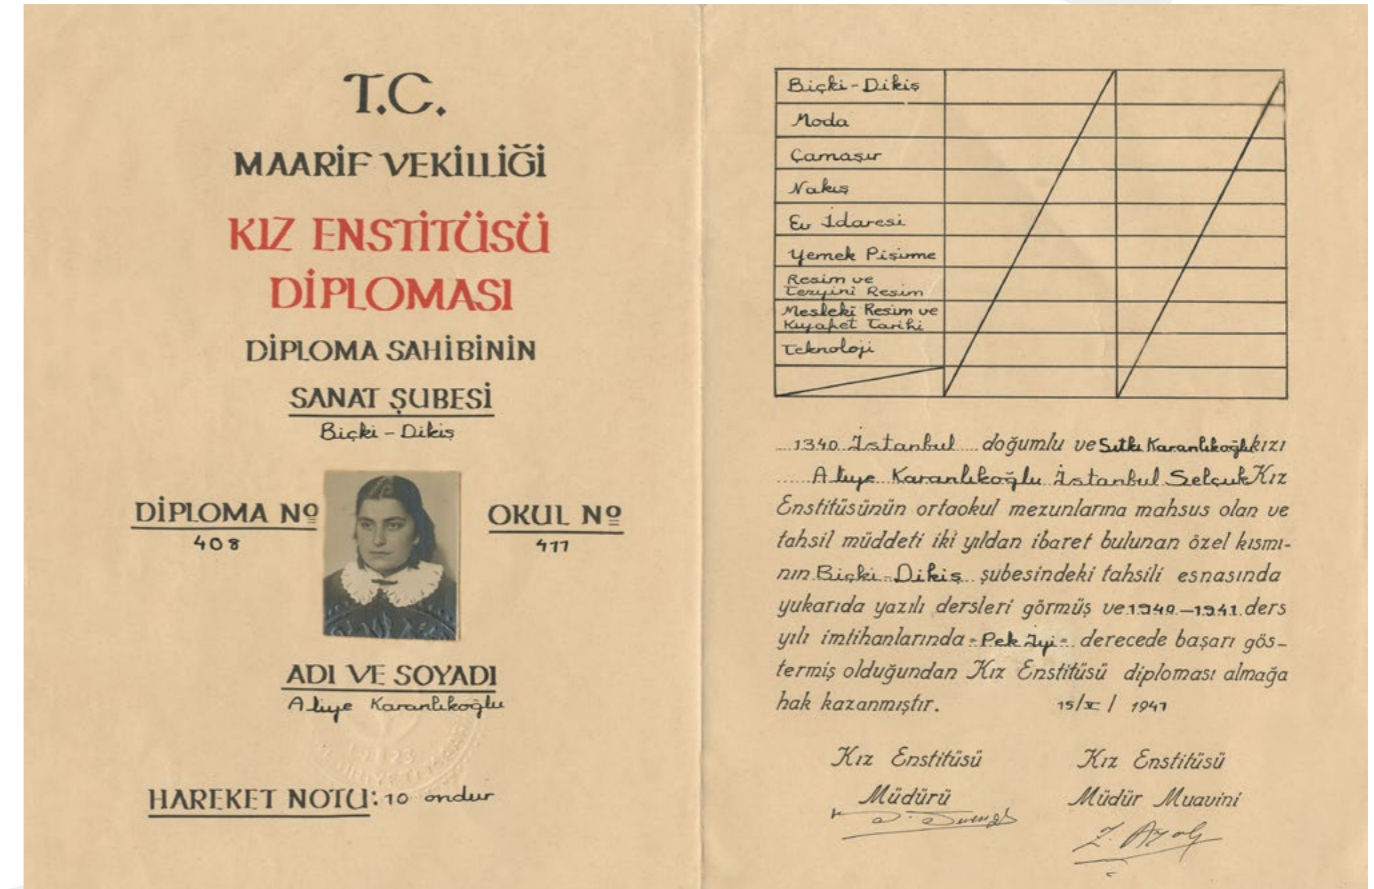 T.C.
MAARİF VEKİLLİĞİ
KIZ ENSTİTÜSÜ
DİPLOMASI
DİPLOMA SAHİBİNİN
SANAT ŞUBESİ
Biçki - Dikiş
DİPLOMA Nº
408
OKUL Nº
411
ADI VE SOYADI
Aliye Karanlıkoğlu
HAREKET NOTU: 10 ondur
Biçki - Dikiş
Moda
Çamaşır
Nakış
Ev İdaresi
Yemek Pişirme
Resim ve
Tezyini Resim
Mesleki Resim ve
Kıyafet Tarihi
Teknoloji
1340 İstanbul doğumlu ve Sıtkı Karanlıkoğlu kızı
Aliye Karanlıkoğlu İstanbul Selçuk Kız
Enstitüsünün ortaokul mezunlarına mahsus olan ve
tahsil müddeti iki yıldan ibaret bulunan özel kısmı-
nın Biçki - Dikiş şubesindeki tahsili esnasında
yukarıda yazılı dersleri görmüş ve 1940-1941 ders
yılı imtihanlarında - Pek İyi - derecede başarı gös-
termiş olduğundan Kız Enstitüsü diploması almağa
hak kazanmıştır.
1941
Kız Enstitüsü
Müdürü
Kız Enstitüsü
Müdür Muavini